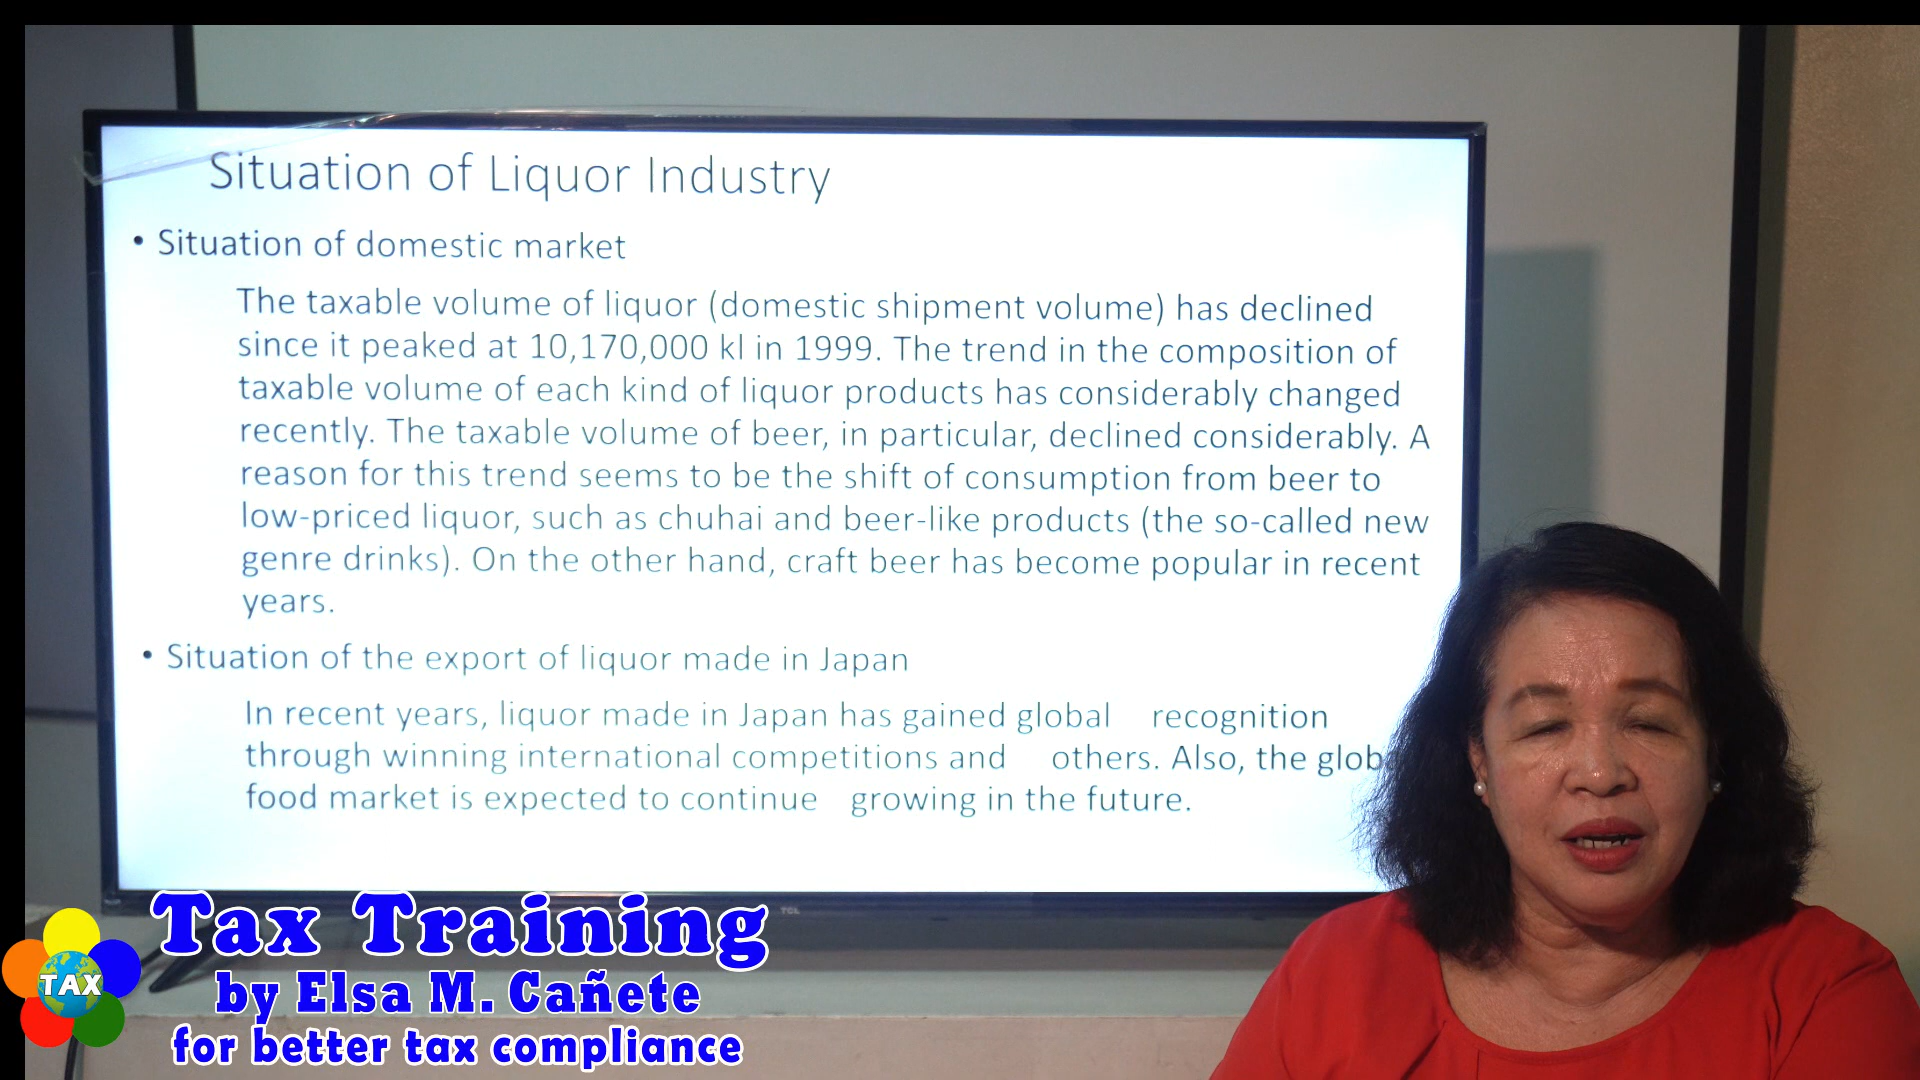 Situation of Liquor Industry
• Situation of domestic market
The taxable volume of liquor (domestic shipment volume) has declined
since it peaked at 10,170,000 kl in 1999. The trend in the composition of
taxable volume of each kind of liquor products has considerably changed
recently. The taxable volume of beer, in particular, declined considerably. A
reason for this trend seems to be the shift of consumption from beer to
low-priced liquor, such as chuhai and beer-like products (the so-called new
genre drinks). On the other hand, craft beer has become popular in recent
years.
• Situation of the export of liquor made in Japan
In recent years, liquor made in Japan has gained global recognition
through winning international competitions and others. Also, the glob
food market is expected to continue growing in the future.
TCL
Tax Training
by Elsa M. Cañete
for better tax compliance
TAX